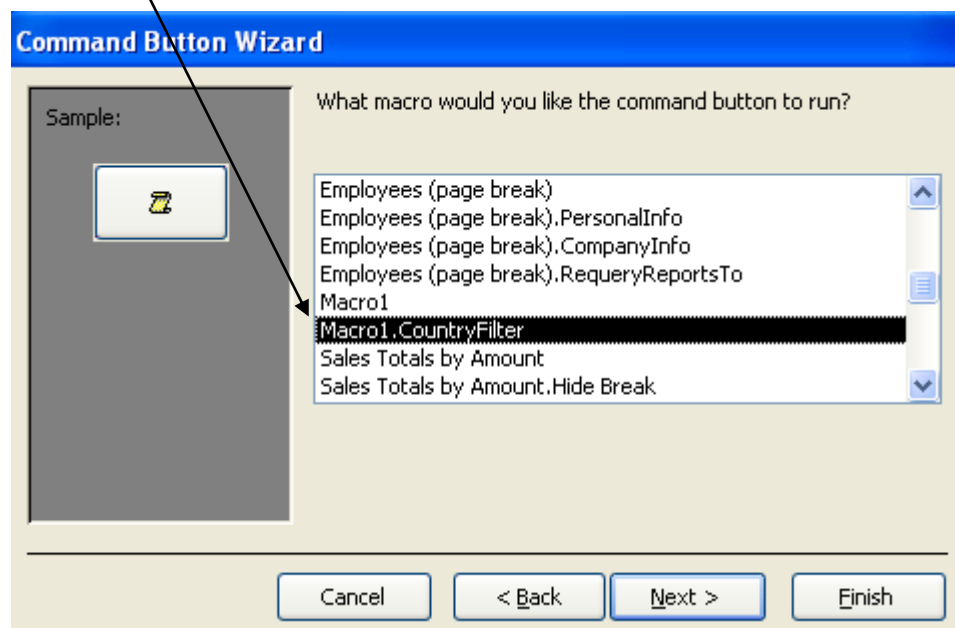 Command Button Wizard
Sample:
What macro would you like the command button to run?
Employees (page break)
Employees (page break).PersonalInfo
Employees (page break).CompanyInfo
Employees (page break).RequeryReportsTo
Macro1
Macro1.CountryFilter
Sales Totals by Amount
Sales Totals by Amount.Hide Break
Cancel < Back Next > Finish